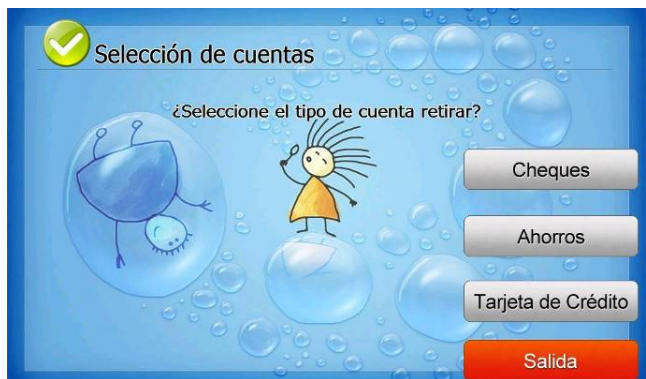 Selección de cuentas
¿Seleccione el tipo de cuenta retirar?
Cheques
Ahorros
Tarjeta de Crédito
Salida